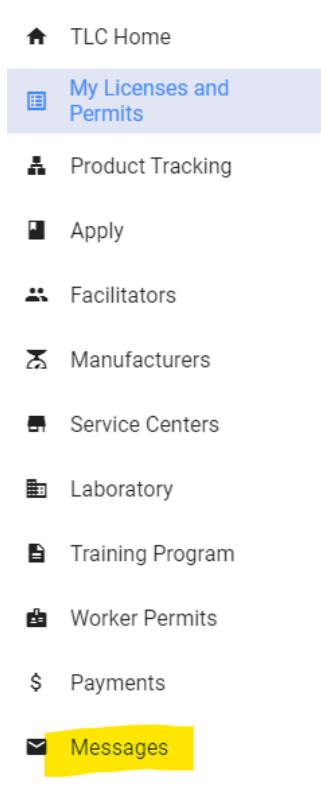 TLC Home
My Licenses and
Permits
Product Tracking
Apply
Facilitators
Manufacturers
Service Centers
Laboratory
Training Program
Worker Permits
$ Payments
Messages